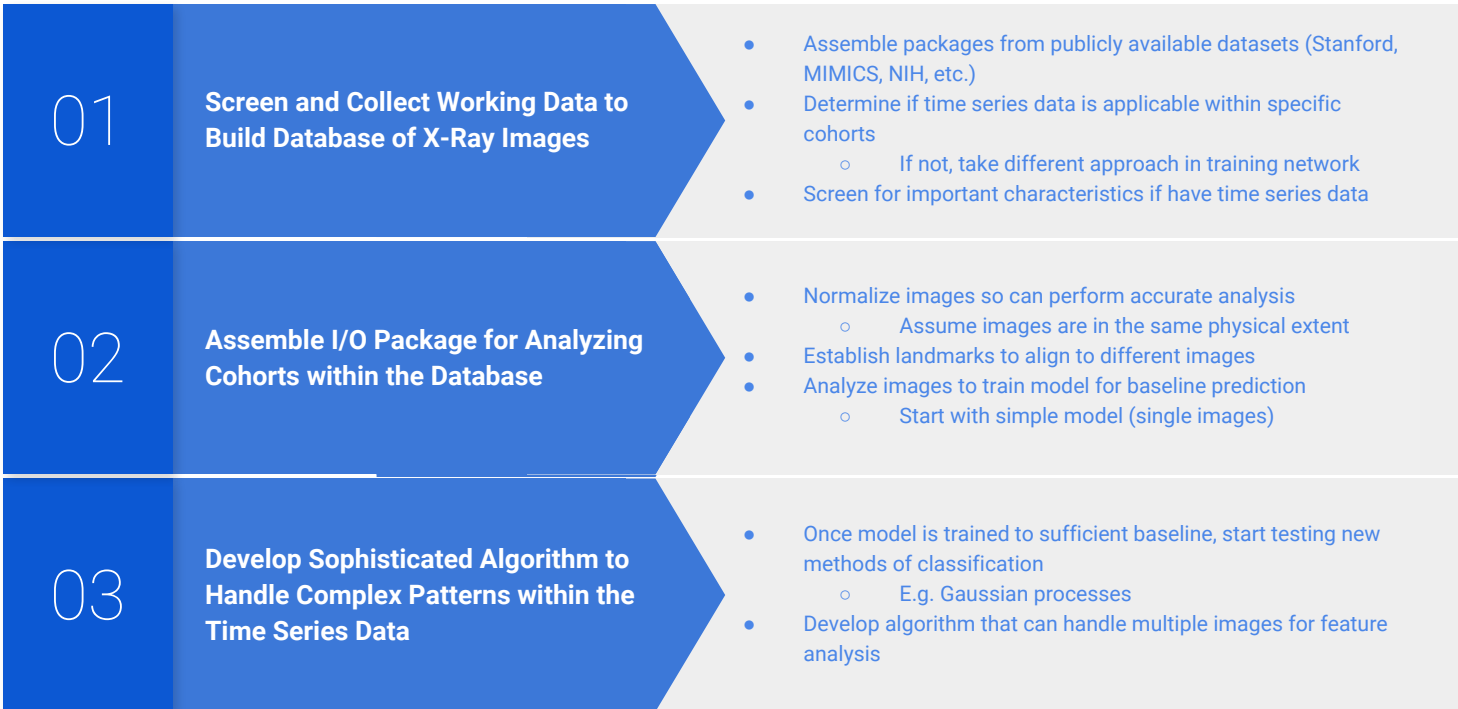 01
Screen and Collect Working Data to
Build Database of X-Ray Images
● Assemble packages from publicly available datasets (Stanford,
MIMICS, NIH, etc.)
● Determine if time series data is applicable within specific
cohorts
○ If not, take different approach in training network
● Screen for important characteristics if have time series data
02
Assemble I/O Package for Analyzing
Cohorts within the Database
● Normalize images so can perform accurate analysis
○ Assume images are in the same physical extent
● Establish landmarks to align to different images
● Analyze images to train model for baseline prediction
○ Start with simple model (single images)
03
Develop Sophisticated Algorithm to
Handle Complex Patterns within the
Time Series Data
● Once model is trained to sufficient baseline, start testing new
methods of classification
○ E.g. Gaussian processes
● Develop algorithm that can handle multiple images for feature
analysis